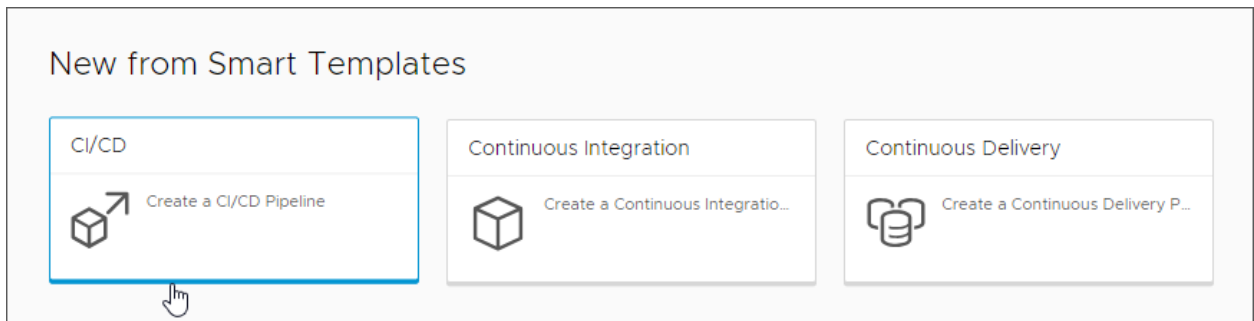 New from Smart Templates
CI/CD
Create a CI/CD Pipeline
Continuous Integration
Create a Continuous Integratio...
Continuous Delivery
Create a Continuous Delivery P...